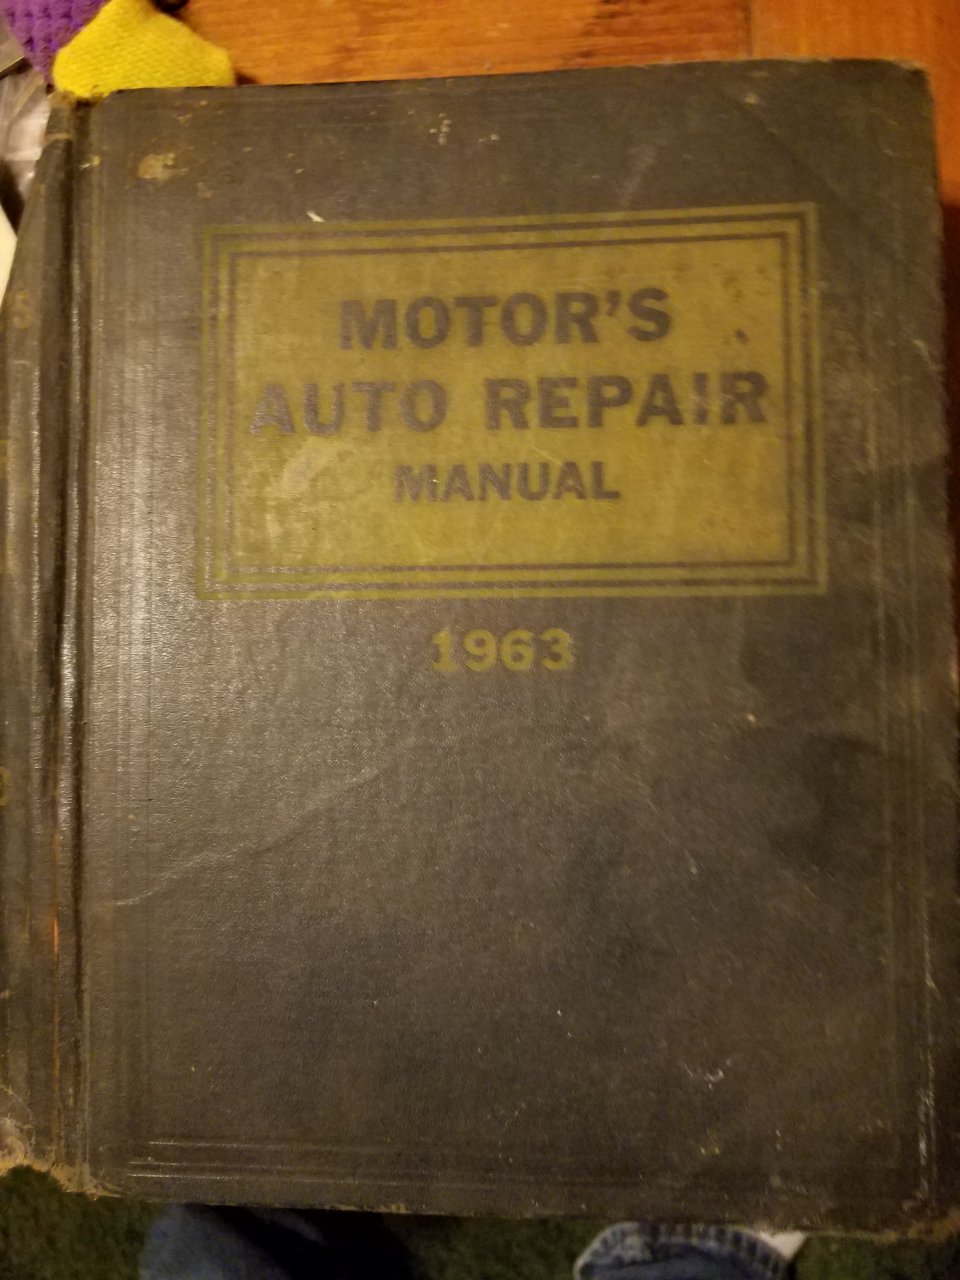 MOTOR'S
AUTO REPAIR
MANUAL
1963